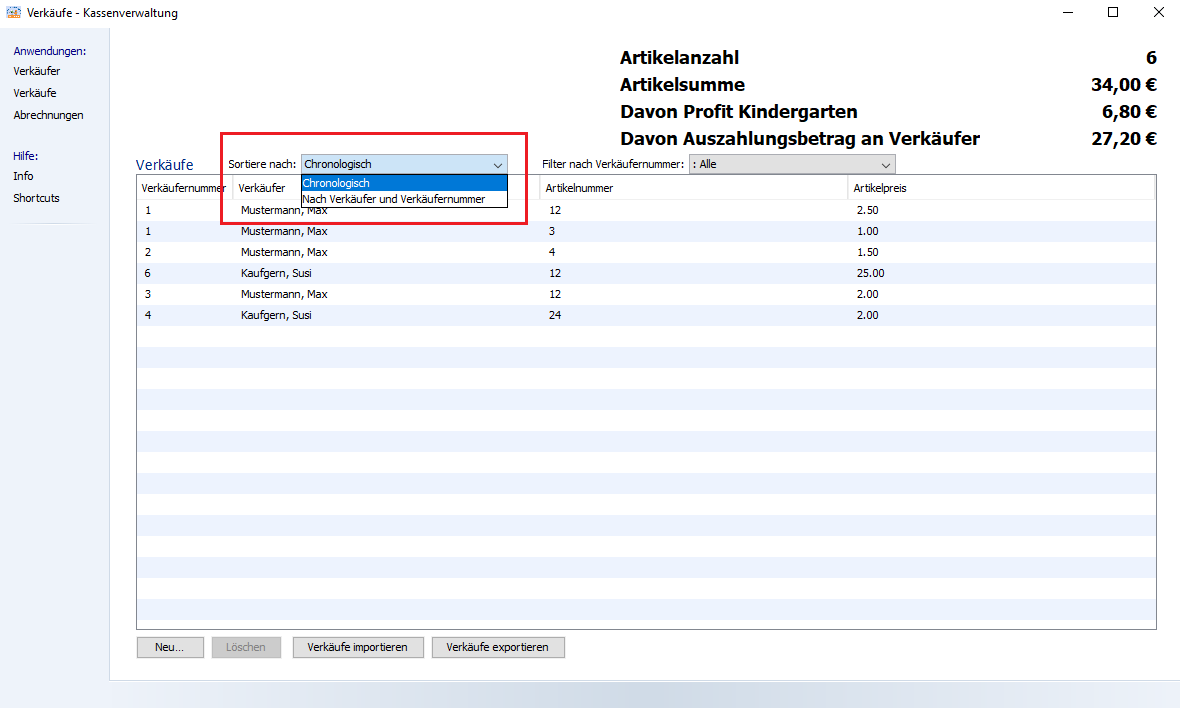 Verkäufe - Kassenverwaltung
Anwendungen:
Verkäufer
Verkäufe
Abrechnungen
Hilfe:
Info
Shortcuts
Artikelanzahl 6
Artikelsumme 34,00 €
Davon Profit Kindergarten 6,80 €
Davon Auszahlungsbetrag an Verkäufer 27,20 €
Verkäufe Sortiere nach: Chronologisch Filter nach Verkäufernummer: : Alle
Chronologisch
Nach Verkäufer und Verkäufernummer
Verkäufernummer Verkäufer Artikelnummer Artikelpreis
1 Mustermann, Max 12 2.50
1 Mustermann, Max 3 1.00
2 Mustermann, Max 4 1.50
6 Kaufgern, Susi 12 25.00
3 Mustermann, Max 12 2.00
4 Kaufgern, Susi 24 2.00
Neu... Löschen Verkäufe importieren Verkäufe exportieren